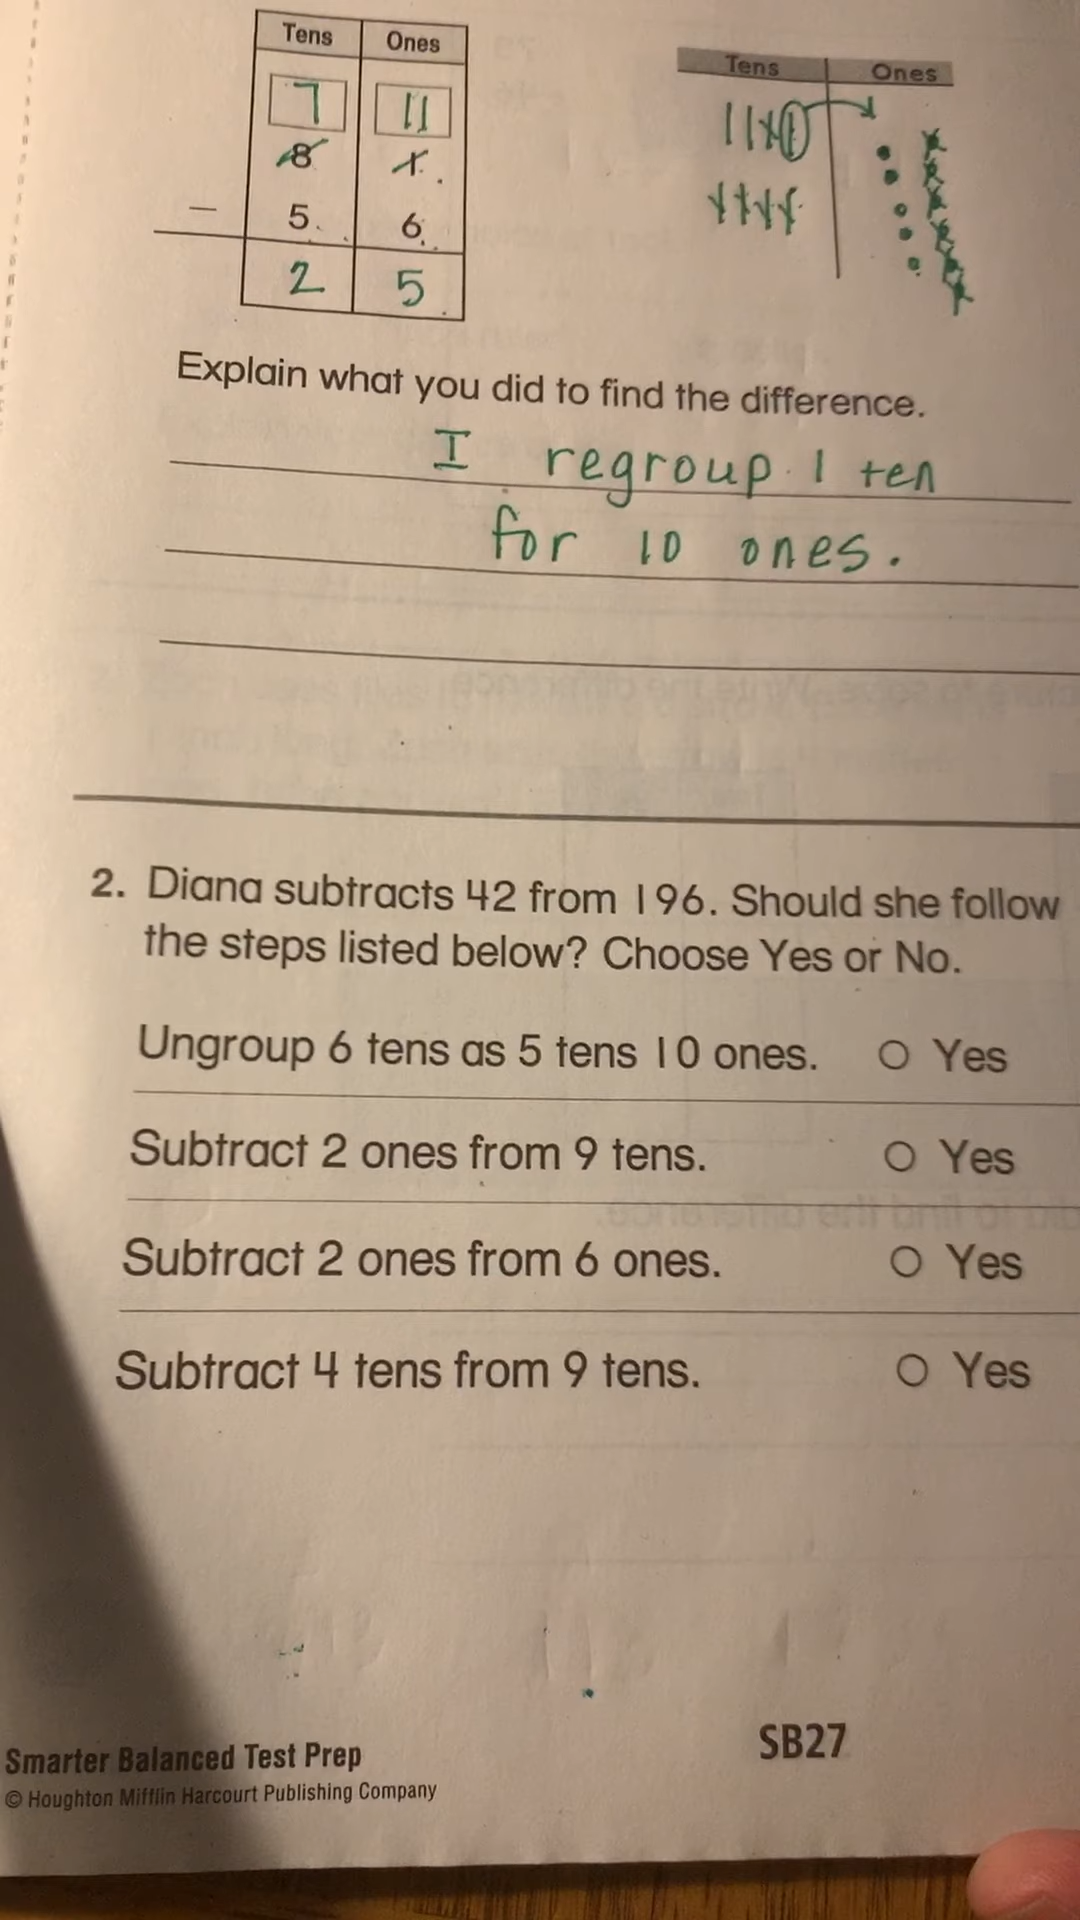 Tens Ones
Tens Ones
7 11
8 1
− 5 6
2 5
Explain what you did to find the difference.
I regroup 1 ten
for 10 ones.
2. Diana subtracts 42 from 196. Should she follow
the steps listed below? Choose Yes or No.
Ungroup 6 tens as 5 tens 10 ones. Yes
Subtract 2 ones from 9 tens. Yes
Subtract 2 ones from 6 ones. Yes
Subtract 4 tens from 9 tens. Yes
SB27
Smarter Balanced Test Prep
© Houghton Mifflin Harcourt Publishing Company